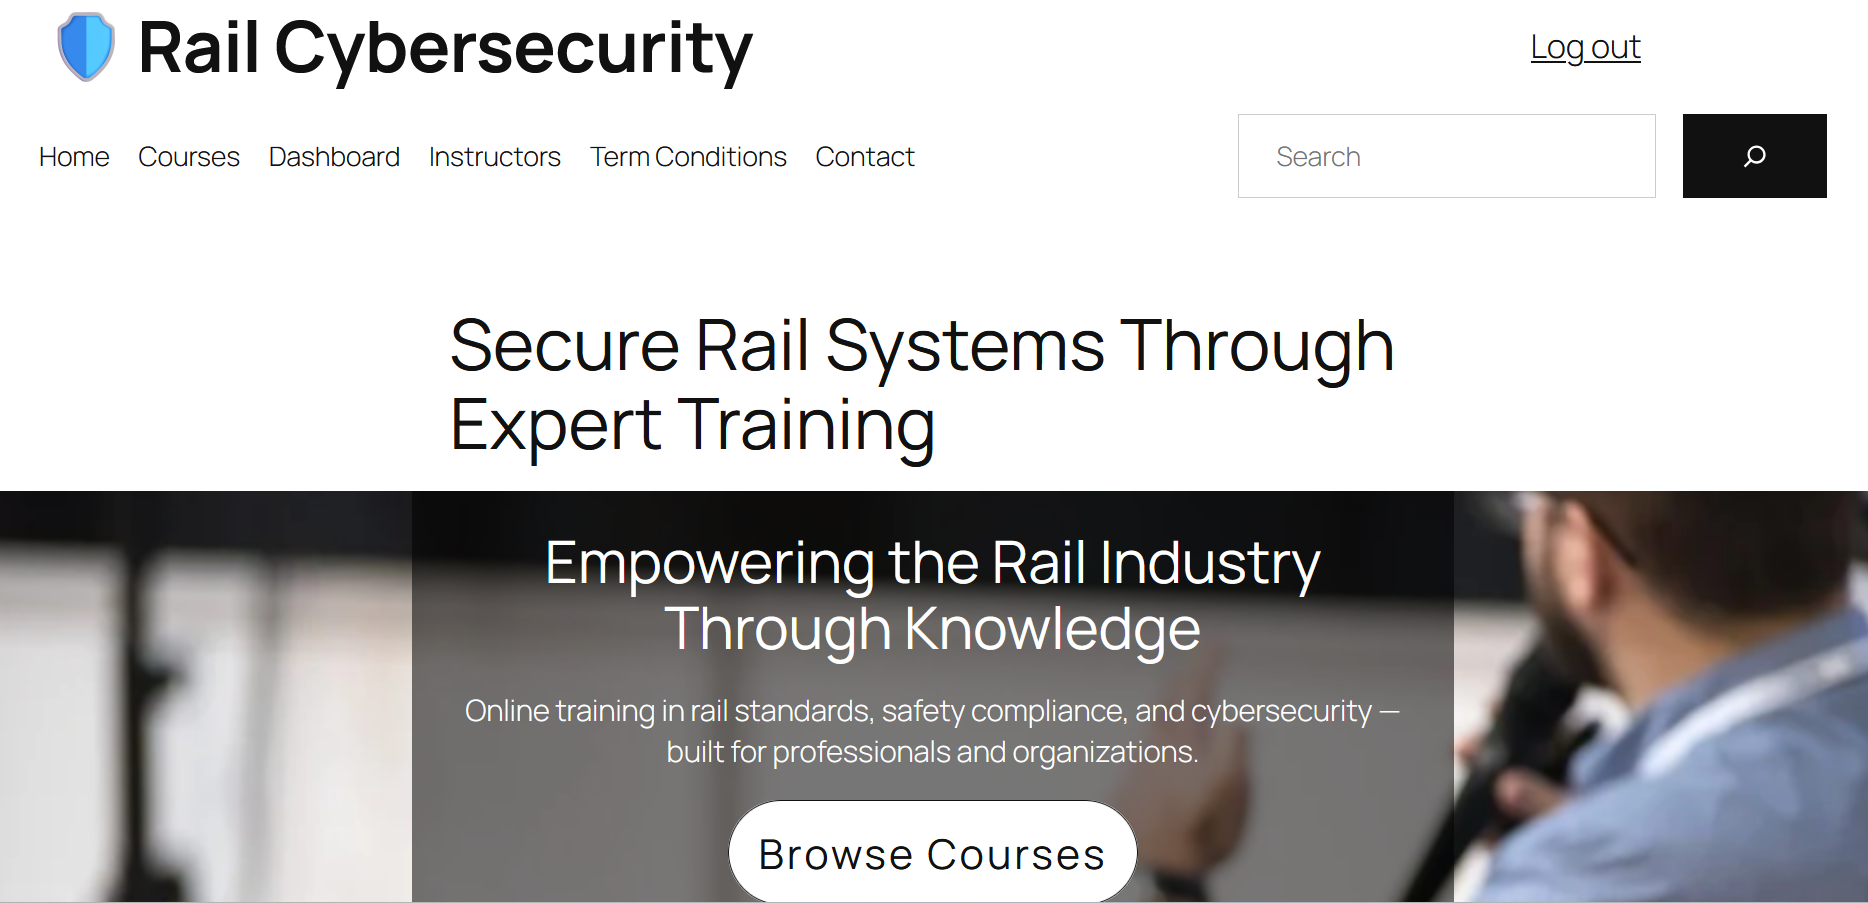 Rail Cybersecurity
Log out
Home Courses Dashboard Instructors Term Conditions Contact
Search
Secure Rail Systems Through
Expert Training
Empowering the Rail Industry
Through Knowledge
Online training in rail standards, safety compliance, and cybersecurity —
built for professionals and organizations.
Browse Courses